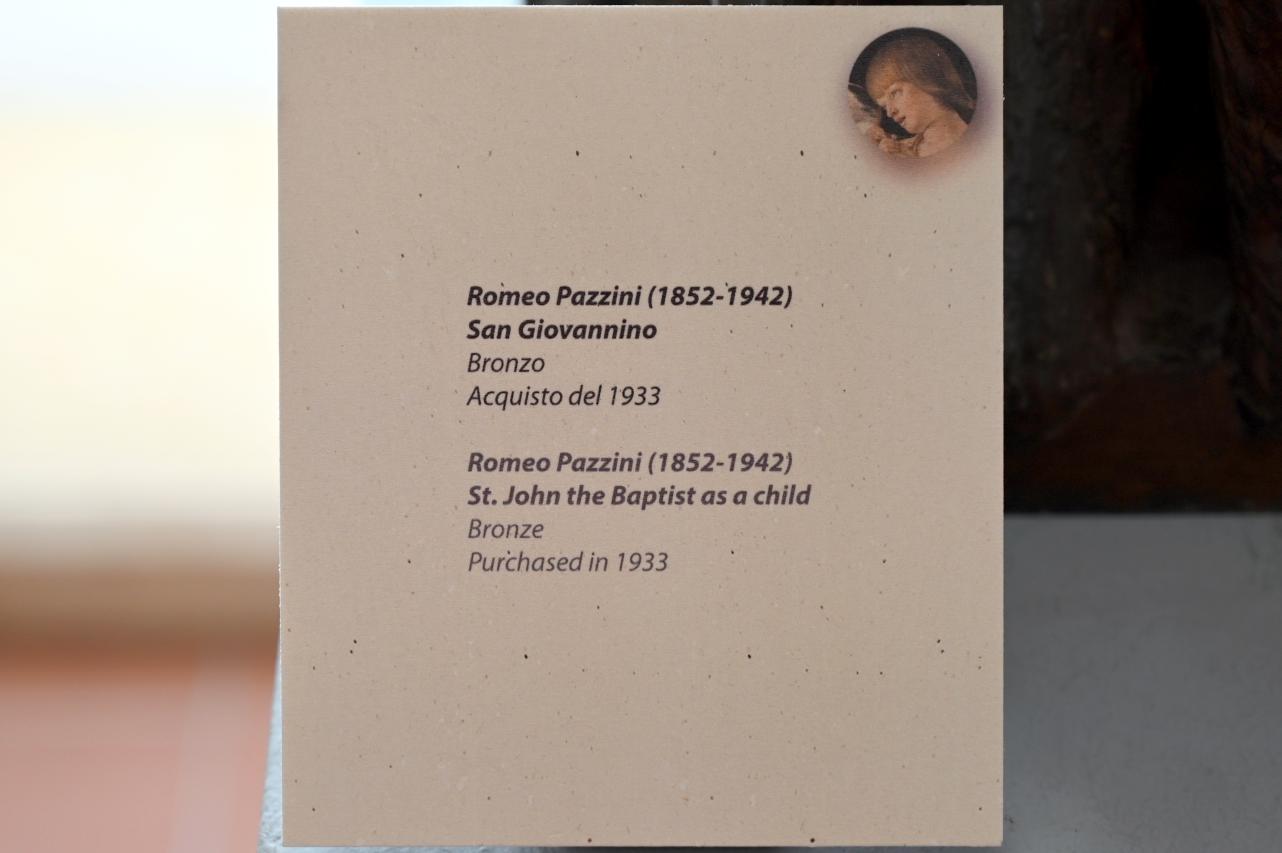 Romeo Pazzini (1852-1942)
San Giovannino
Bronzo
Acquisto del 1933
Romeo Pazzini (1852-1942)
St. John the Baptist as a child
Bronze
Purchased in 1933